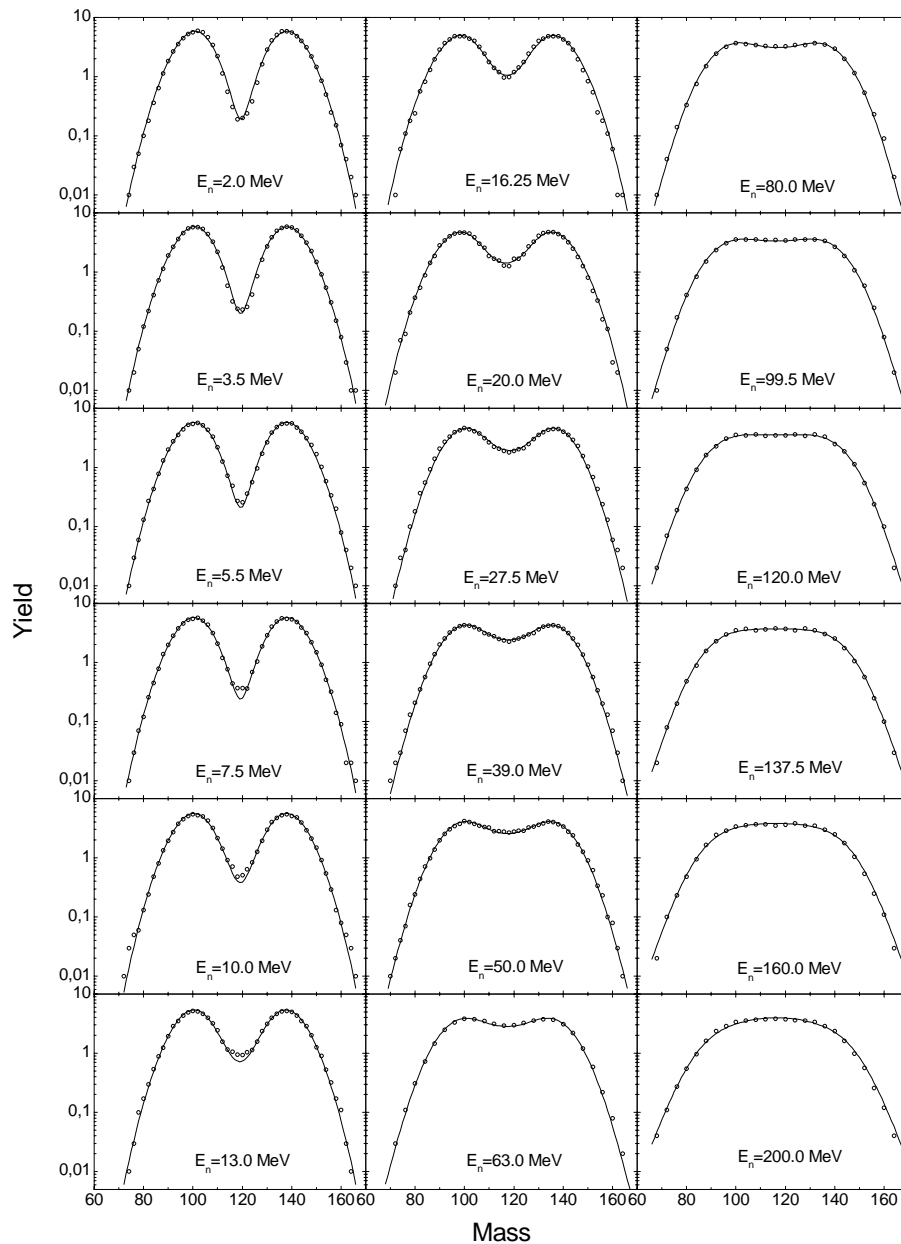 10
1
0,1
0,01
E_n=2.0 MeV
E_n=16.25 MeV
E_n=80.0 MeV
10
1
0,1
0,01
E_n=3.5 MeV
E_n=20.0 MeV
E_n=99.5 MeV
10
1
0,1
0,01
E_n=5.5 MeV
E_n=27.5 MeV
E_n=120.0 MeV
Yield
10
1
0,1
0,01
E_n=7.5 MeV
E_n=39.0 MeV
E_n=137.5 MeV
10
1
0,1
0,01
E_n=10.0 MeV
E_n=50.0 MeV
E_n=160.0 MeV
10
1
0,1
0,01
E_n=13.0 MeV
E_n=63.0 MeV
E_n=200.0 MeV
60 80 100 120 140 160 60 80 100 120 140 160 60 80 100 120 140 160
Mass